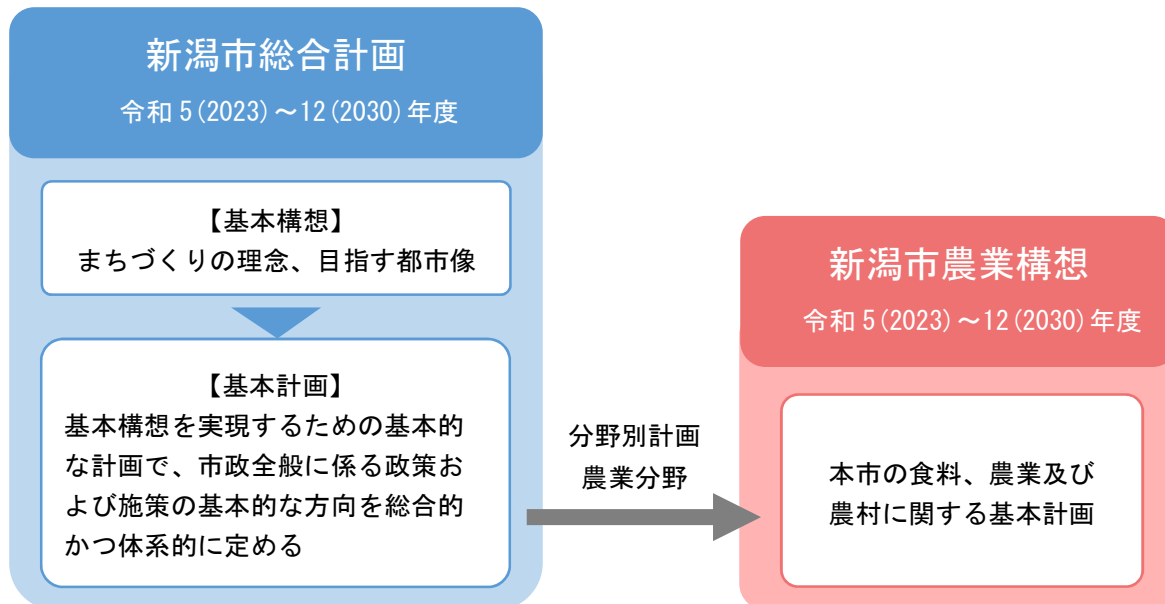 新潟市総合計画
令和5(2023)～12(2030)年度
【基本構想】
まちづくりの理念、目指す都市像
【基本計画】
基本構想を実現するための基本的
な計画で、市政全般に係る政策お
よび施策の基本的な方向を総合的
かつ体系的に定める
分野別計画
農業分野
新潟市農業構想
令和5(2023)～12(2030)年度
本市の食料、農業及び
農村に関する基本計画